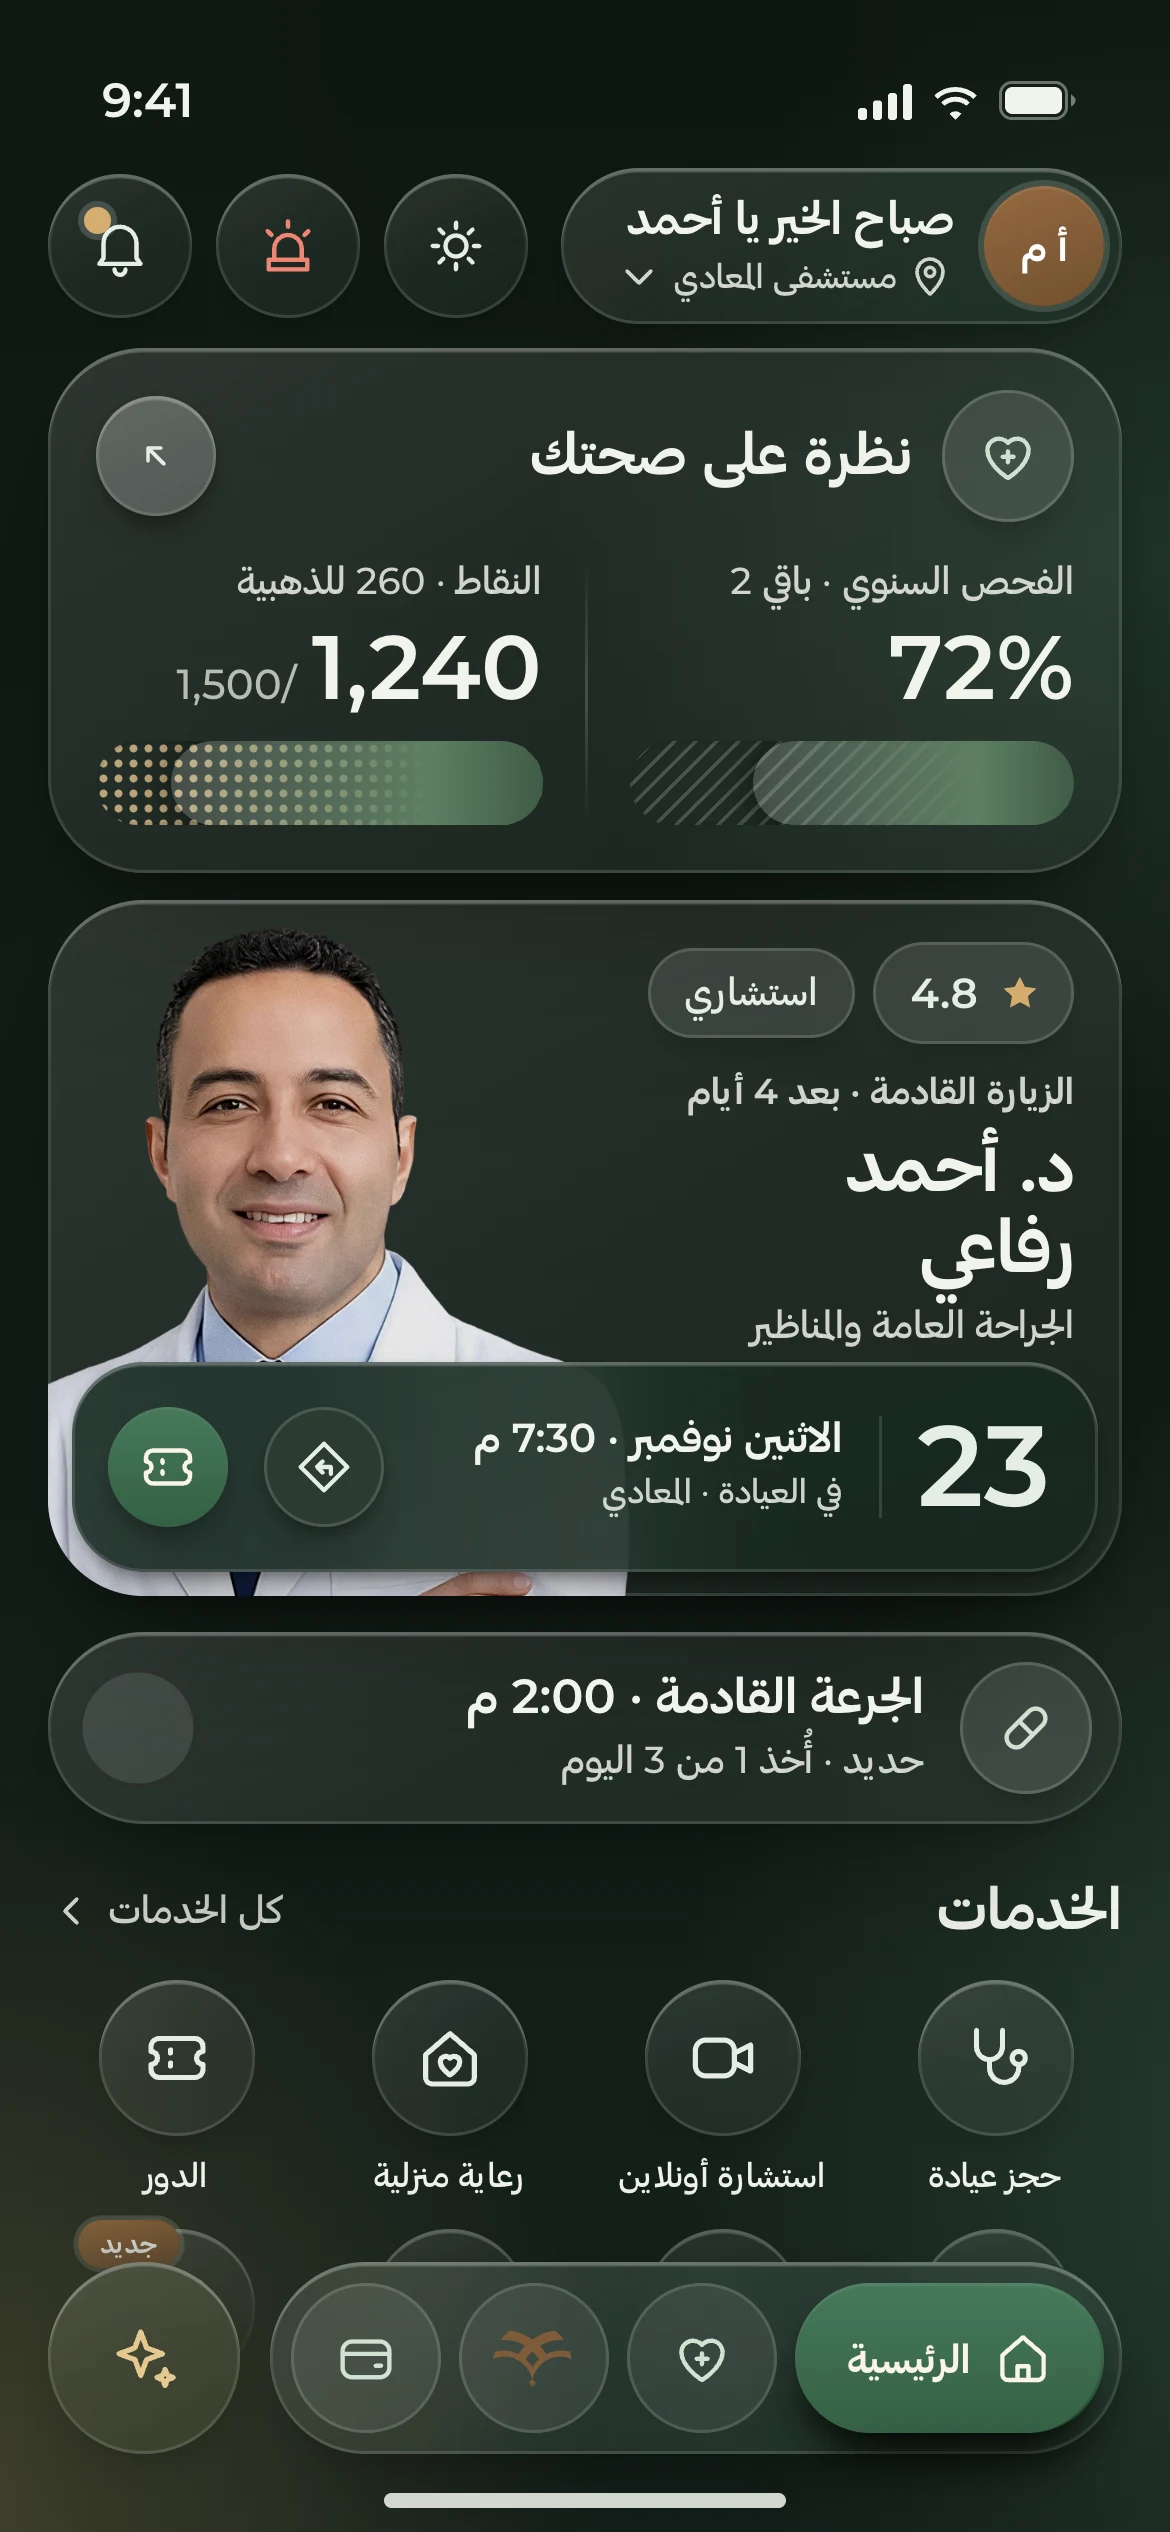 9:41
أ م
صباح الخير يا أحمد
مستشفى المعادي
نظرة على صحتك
الفحص السنوي · باقي 2
72%
النقاط · 260 للذهبية
1,240 /1,500
4.8
استشاري
الزيارة القادمة · بعد 4 أيام
د. أحمد
رفاعي
الجراحة العامة والمناظير
23
الاثنين نوفمبر · 7:30 م
في العيادة · المعادي
الجرعة القادمة · 2:00 م
حديد · أُخذ 1 من 3 اليوم
الخدمات
كل الخدمات
حجز عيادة
استشارة أونلاين
رعاية منزلية
الدور
جديد
الرئيسية